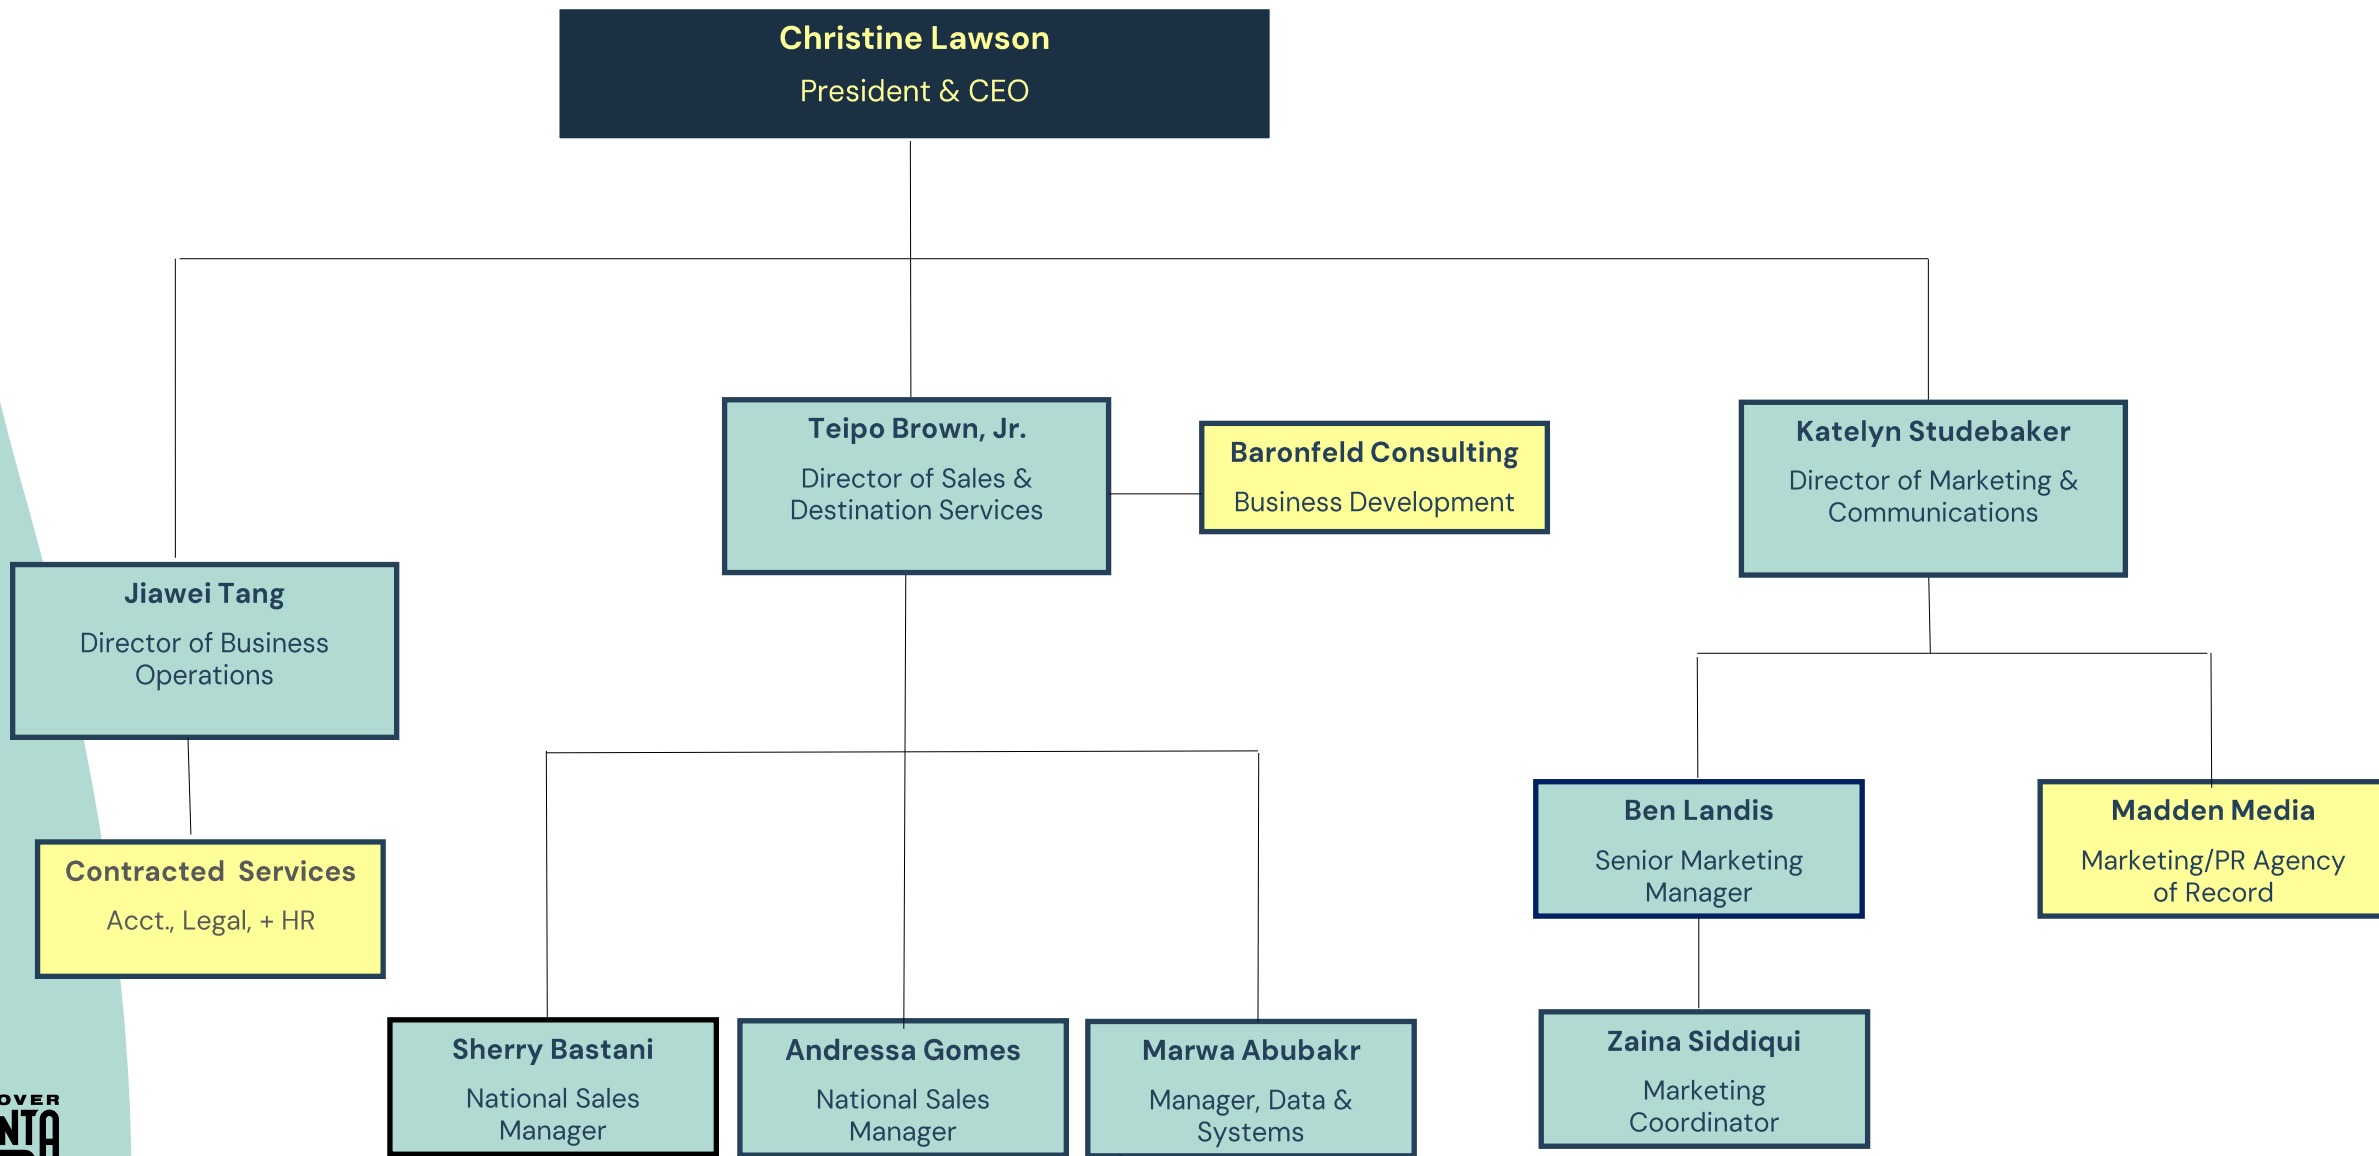 Christine Lawson
President & CEO
Teipo Brown, Jr.
Director of Sales &
Destination Services
Baronfeld Consulting
Business Development
Katelyn Studebaker
Director of Marketing &
Communications
Jiawei Tang
Director of Business
Operations
Contracted Services
Acct., Legal, + HR
Ben Landis
Senior Marketing
Manager
Madden Media
Marketing/PR Agency
of Record
Sherry Bastani
National Sales
Manager
Andressa Gomes
National Sales
Manager
Marwa Abubakr
Manager, Data &
Systems
Zaina Siddiqui
Marketing
Coordinator
OVER
NTA